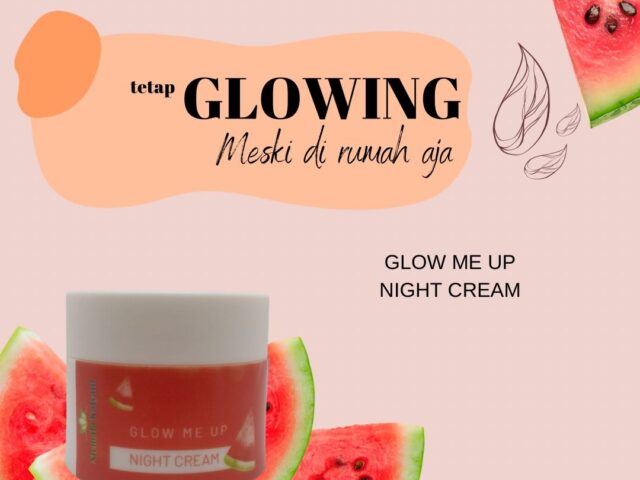 tetap GLOWING
Meski di rumah aja
GLOW ME UP
NIGHT CREAM
GLOW ME UP
NIGHT CREAM